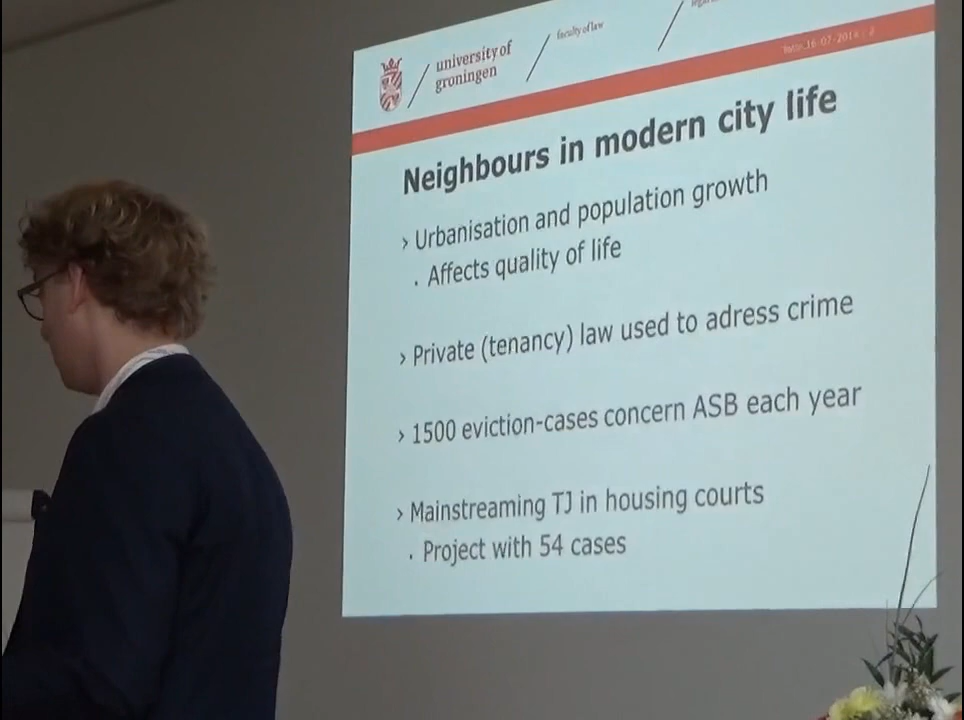 university of
groningen
faculty of law
16-07-2014 | 2
Neighbours in modern city life
› Urbanisation and population growth
. Affects quality of life
› Private (tenancy) law used to adress crime
› 1500 eviction-cases concern ASB each year
› Mainstreaming TJ in housing courts
. Project with 54 cases